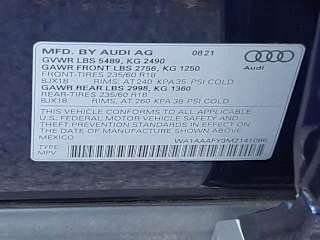 MFD. BY AUDI AG 08 21
GVWR LBS 5489, KG 2490
GAWR FRONT LBS 2756, KG 1250
FRONT-TIRES 235/60 R18
8JX18 RIMS, AT 240 KPA/35 PSI COLD
GAWR REAR LBS 2998, KG 1360
REAR-TIRES 235/60 R18
8JX18 RIMS, AT 260 KPA/38 PSI COLD
Audi
THIS VEHICLE CONFORMS TO ALL APPLICABLE
U.S. FEDERAL MOTOR VEHICLE SAFETY AND
THEFT PREVENTION STANDARDS IN EFFECT ON
THE DATE OF MANUFACTURE SHOWN ABOVE.
MEXICO
TYPE:
MPV